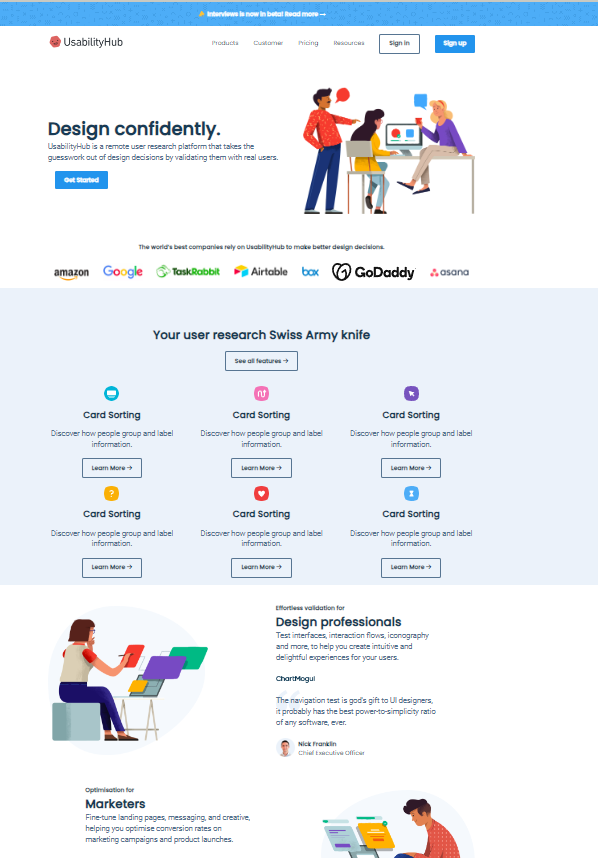 Interviews is now in beta! Read more →
UsabilityHub
Products Customer Pricing Resources Sign in Sign up
Design confidently.
UsabilityHub is a remote user research platform that takes the
guesswork out of design decisions by validating them with real users.
Get Started
The world's best companies rely on UsabilityHub to make better design decisions.
amazon Google TaskRabbit Airtable box GoDaddy asana
Your user research Swiss Army knife
See all features →
Card Sorting Card Sorting Card Sorting
Discover how people group and label Discover how people group and label Discover how people group and label
information. information. information.
Learn More → Learn More → Learn More →
?
Card Sorting Card Sorting Card Sorting
Discover how people group and label Discover how people group and label Discover how people group and label
information. information. information.
Learn More → Learn More → Learn More →
Effortless validation for
Design professionals
Test interfaces, interaction flows, iconography
and more, to help you create intuitive and
delightful experiences for your users.
ChartMogul
“
The navigation test is god's gift to UI designers,
it probably has the best power-to-simplicity ratio
of any software, ever.
Nick Franklin
Chief Executive Officer
Optimisation for
Marketers
Fine-tune landing pages, messaging, and creative,
helping you optimise conversion rates on
marketing campaigns and product launches.